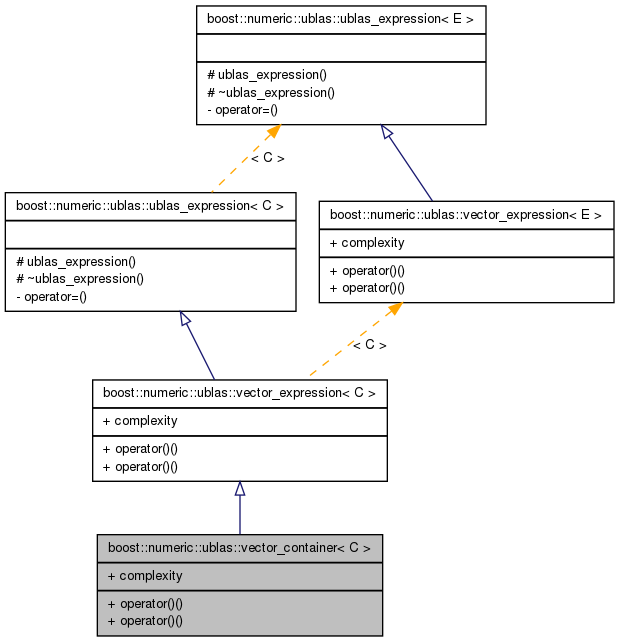 boost::numeric::ublas::ublas_expression< E >
# ublas_expression()
# ~ublas_expression()
- operator=()
< C >
boost::numeric::ublas::ublas_expression< C >
# ublas_expression()
# ~ublas_expression()
- operator=()
boost::numeric::ublas::vector_expression< E >
+ complexity
+ operator()()
+ operator()()
< C >
boost::numeric::ublas::vector_expression< C >
+ complexity
+ operator()()
+ operator()()
boost::numeric::ublas::vector_container< C >
+ complexity
+ operator()()
+ operator()()